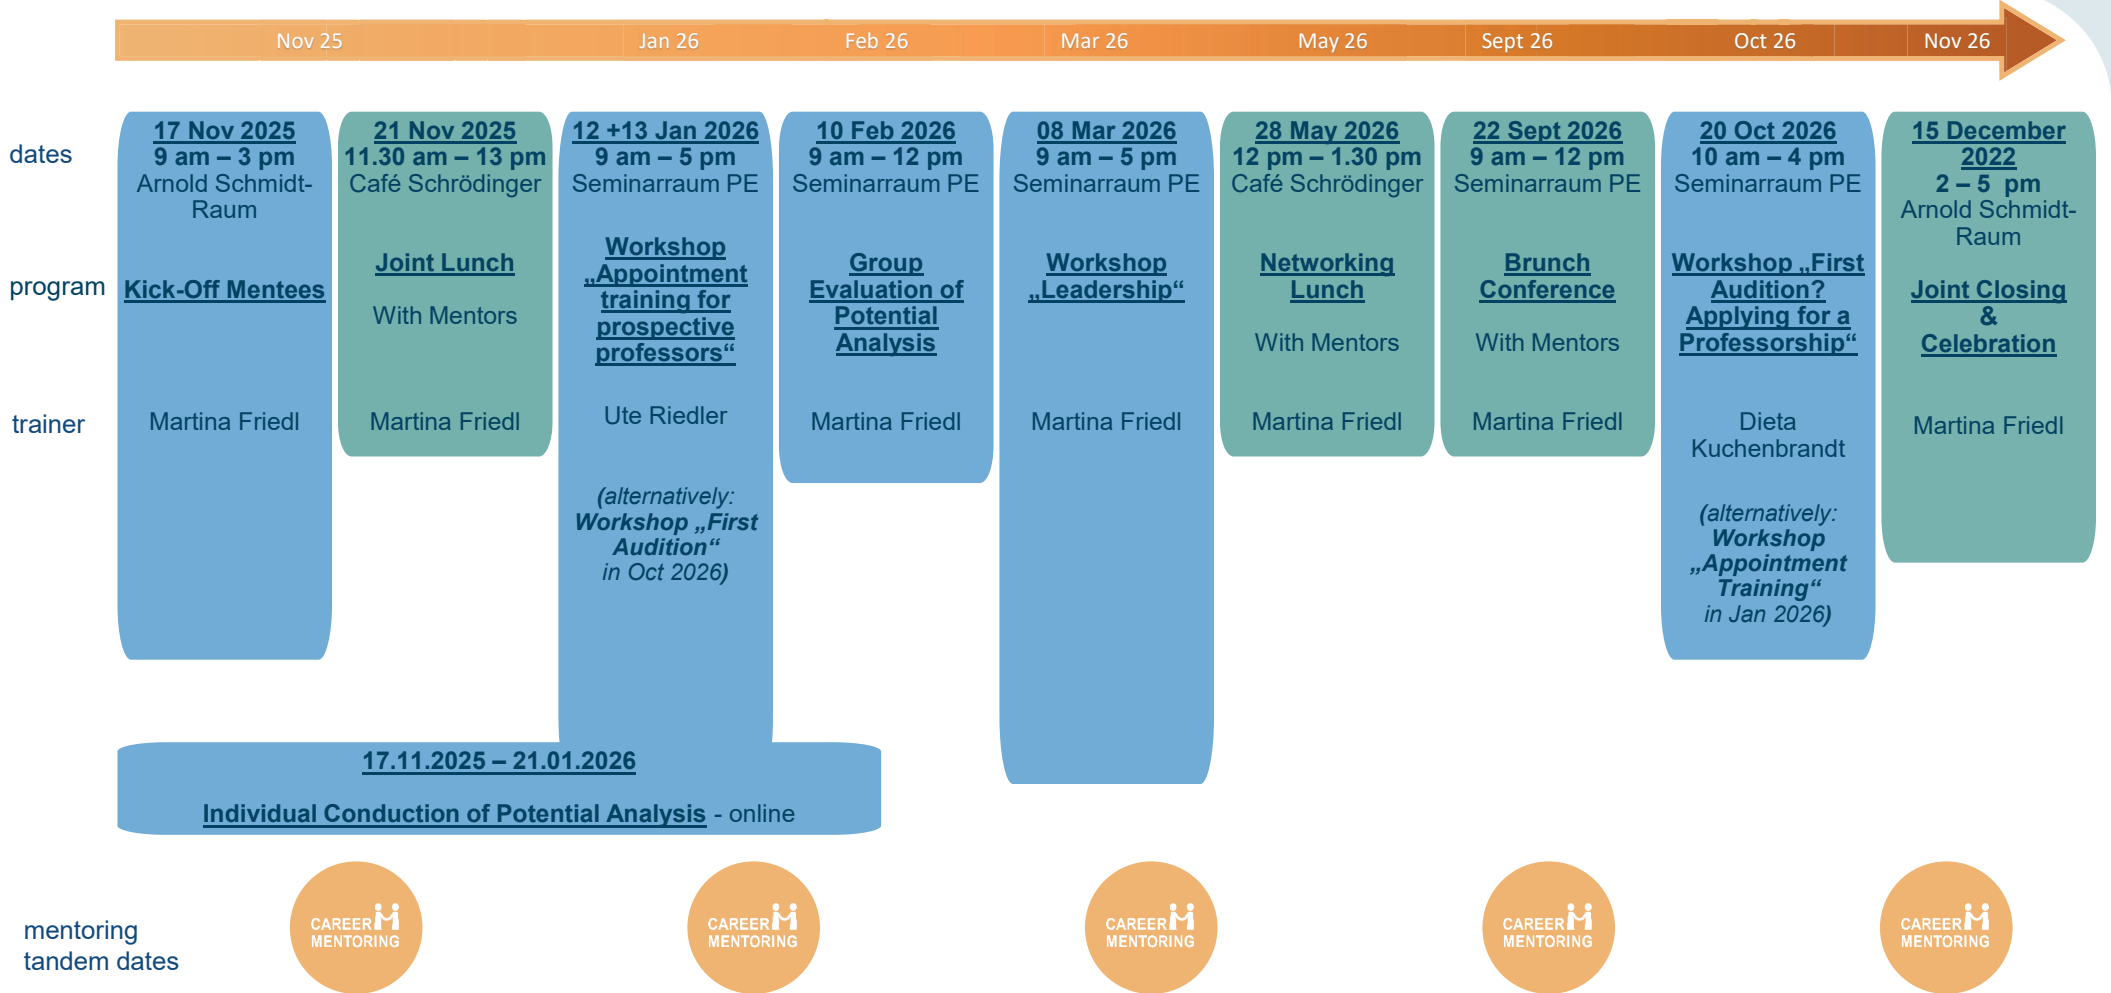 Nov 25
Jan 26
Feb 26
Mar 26
May 26
Sept 26
Oct 26
Nov 26
dates
program
trainer
17 Nov 2025
9 am – 3 pm
Arnold Schmidt-
Raum
Kick-Off Mentees
Martina Friedl
21 Nov 2025
11.30 am – 13 pm
Café Schrödinger
Joint Lunch
With Mentors
Martina Friedl
12 +13 Jan 2026
9 am – 5 pm
Seminarraum PE
Workshop
„Appointment
training for
prospective
professors“
Ute Riedler
(alternatively:
Workshop „First
Audition“
in Oct 2026)
10 Feb 2026
9 am – 12 pm
Seminarraum PE
Group
Evaluation of
Potential
Analysis
Martina Friedl
08 Mar 2026
9 am – 5 pm
Seminarraum PE
Workshop
„Leadership“
Martina Friedl
28 May 2026
12 pm – 1.30 pm
Café Schrödinger
Networking
Lunch
With Mentors
Martina Friedl
22 Sept 2026
9 am – 12 pm
Seminarraum PE
Brunch
Conference
With Mentors
Martina Friedl
20 Oct 2026
10 am – 4 pm
Seminarraum PE
Workshop „First
Audition?
Applying for a
Professorship“
Dieta
Kuchenbrandt
(alternatively:
Workshop
„Appointment
Training“
in Jan 2026)
15 December
2022
2 – 5 pm
Arnold Schmidt-
Raum
Joint Closing
&
Celebration
Martina Friedl
17.11.2025 – 21.01.2026
Individual Conduction of Potential Analysis - online
mentoring
tandem dates
CAREER
MENTORING
CAREER
MENTORING
CAREER
MENTORING
CAREER
MENTORING
CAREER
MENTORING